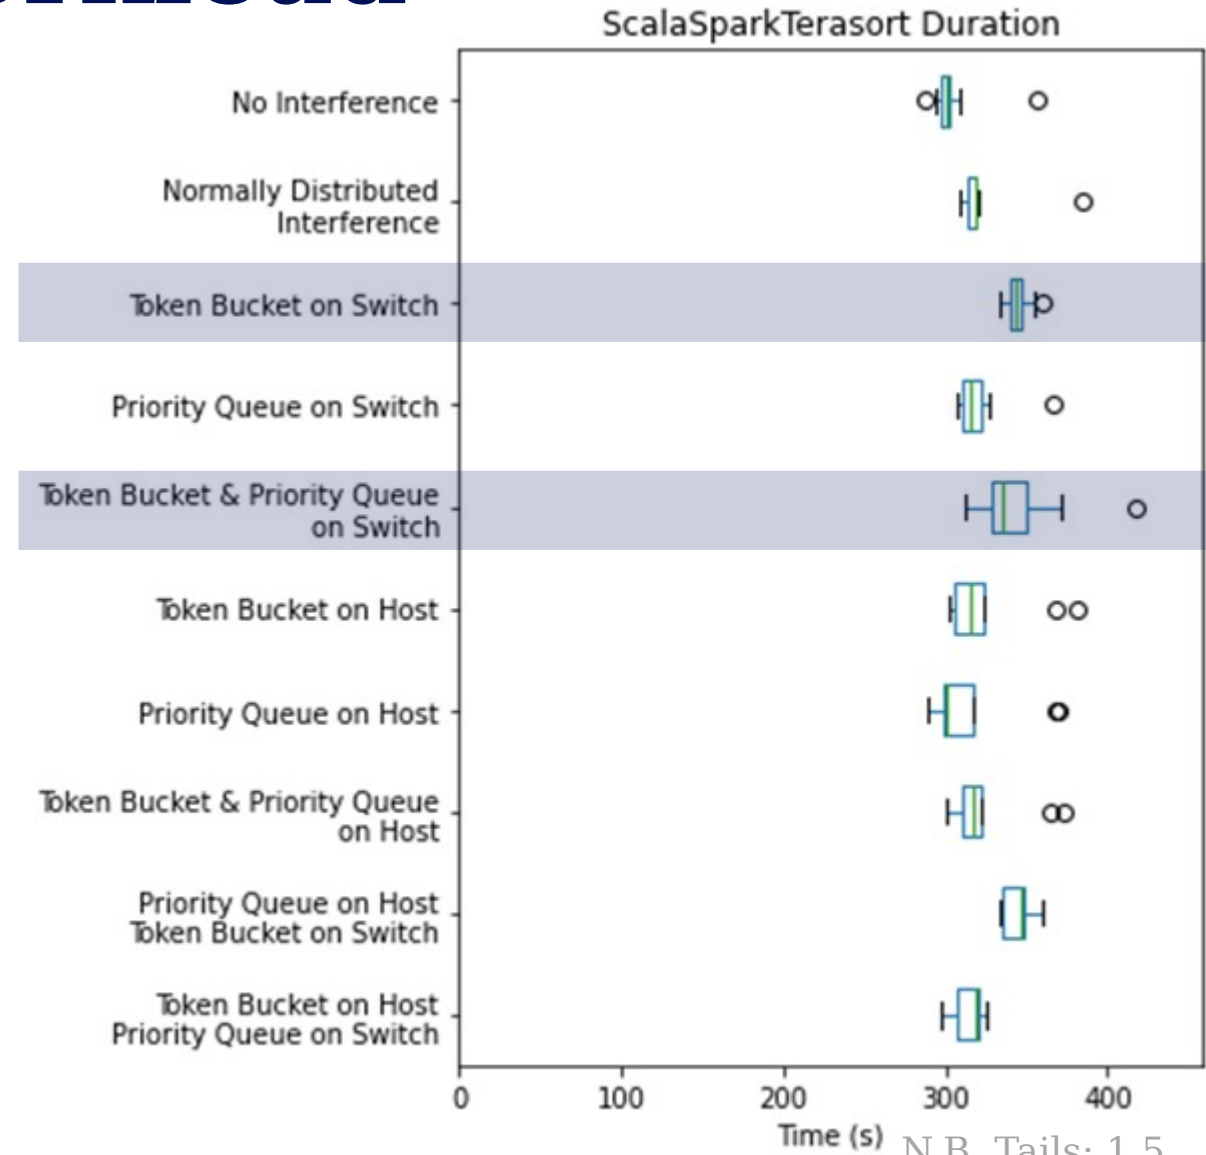 ScalaSparkTerasort Duration
No Interference
Normally Distributed
Interference
Token Bucket on Switch
Priority Queue on Switch
Token Bucket & Priority Queue
on Switch
Token Bucket on Host
Priority Queue on Host
Token Bucket & Priority Queue
on Host
Priority Queue on Host
Token Bucket on Switch
Token Bucket on Host
Priority Queue on Switch
0 100 200 300 400
Time (s)
N.B. Tails: 1.5